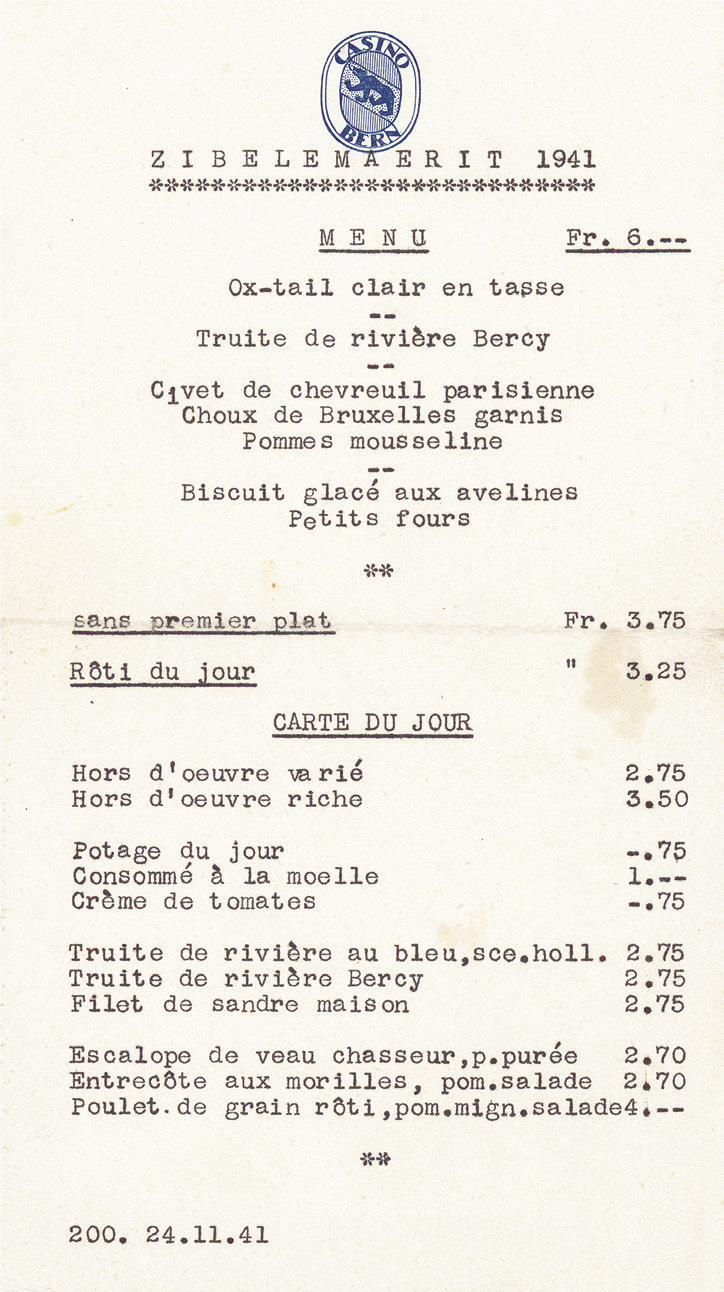 CASINO
BERN
ZIBELEMAERIT 1941
*****************************
MENU Fr. 6.--
Ox-tail clair en tasse
--
Truite de rivière Bercy
--
Civet de chevreuil parisienne
Choux de Bruxelles garnis
Pommes mousseline
--
Biscuit glacé aux avelines
Petits fours
**
sans premier plat Fr. 3.75
Rôti du jour " 3.25
CARTE DU JOUR
Hors d'oeuvre varié 2.75
Hors d'oeuvre riche 3.50
Potage du jour -.75
Consommé à la moelle 1.--
Crème de tomates -.75
Truite de rivière au bleu,sce.holl. 2.75
Truite de rivière Bercy 2.75
Filet de sandre maison 2.75
Escalope de veau chasseur,p.purée 2.70
Entrecôte aux morilles, pom.salade 2.70
Poulet.de grain rôti,pom.mign.salade4.--
**
200. 24.11.41